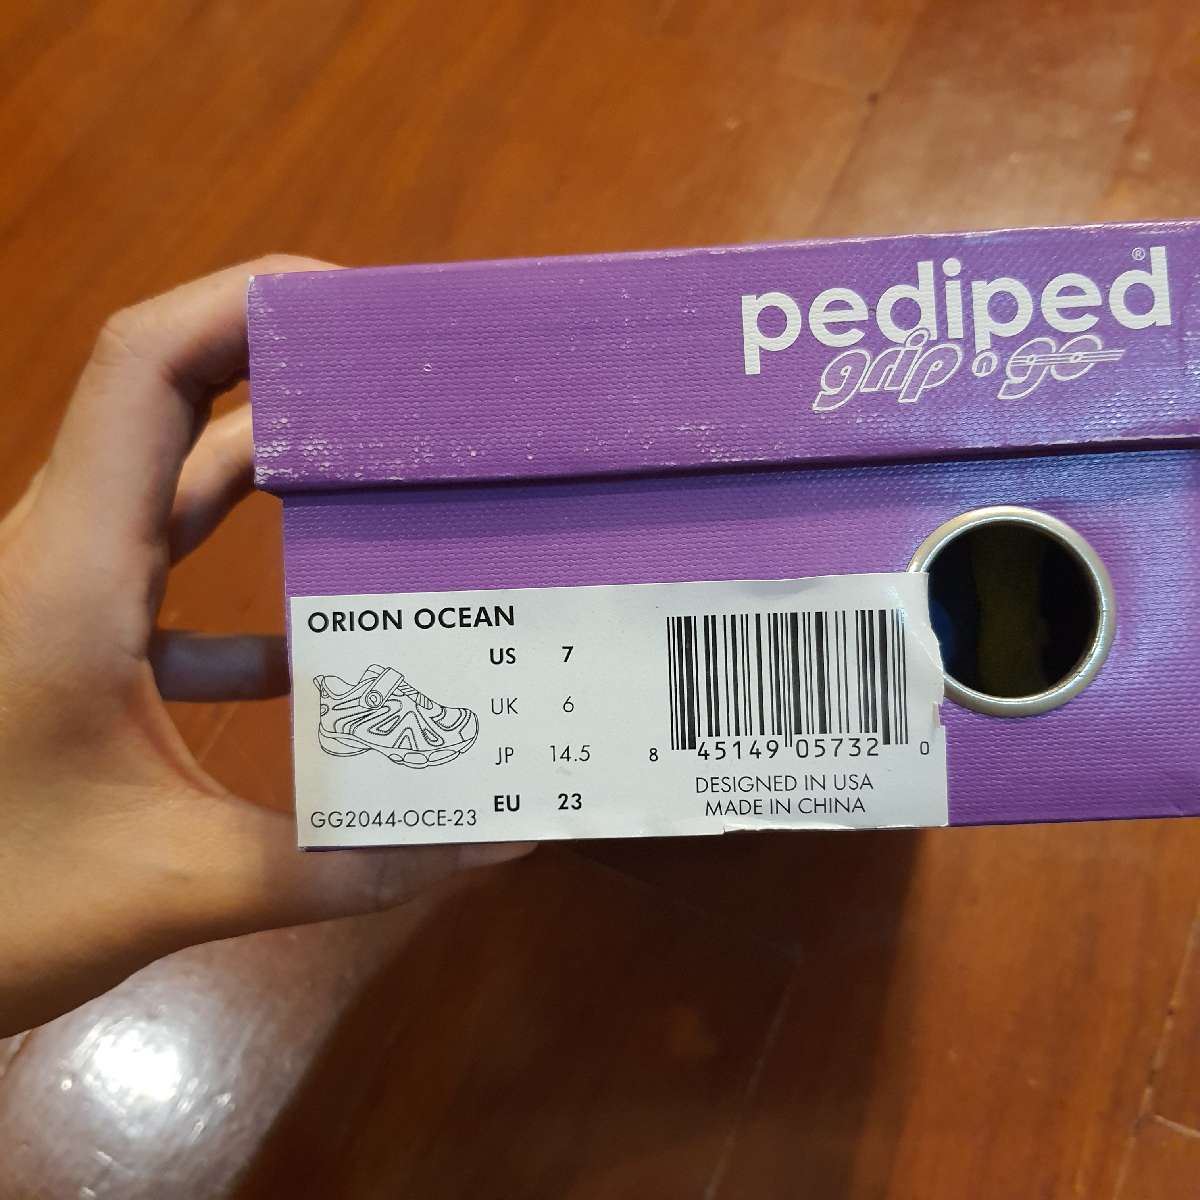 pediped®
grip n go
ORION OCEAN
US 7
UK 6
JP 14.5
EU 23
GG2044-OCE-23
8 45149 05732 0
DESIGNED IN USA
MADE IN CHINA